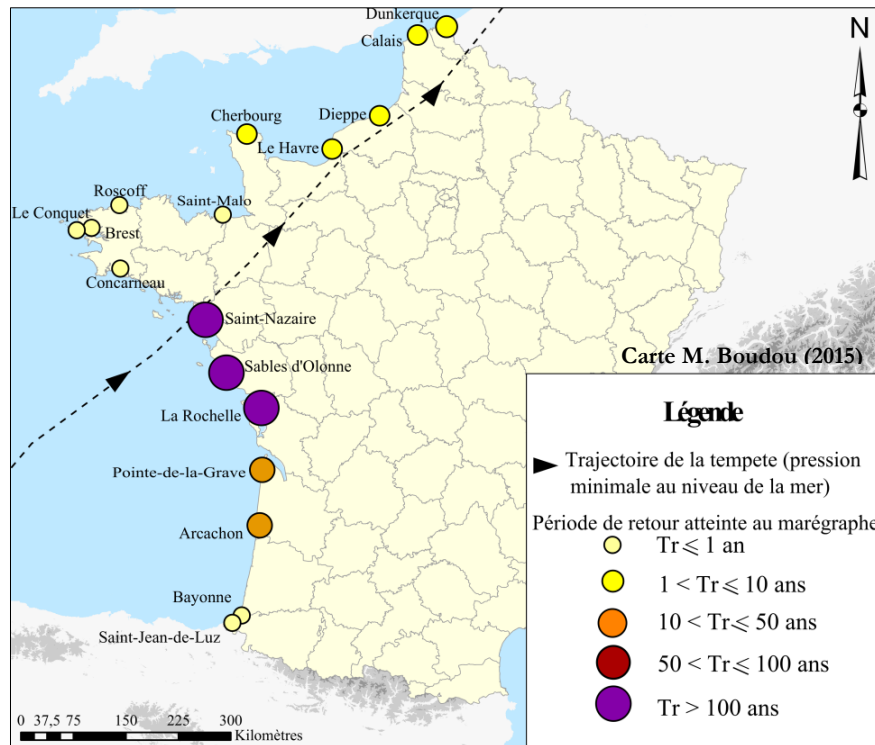 Dunkerque
Calais
N
Dieppe
Cherbourg
Le Havre
Roscoff
Saint-Malo
Le Conquet
Brest
Concarneau
Saint-Nazaire
Carte M. Boudou (2015)
Sables d'Olonne
La Rochelle
Pointe-de-la-Grave
Arcachon
Bayonne
Saint-Jean-de-Luz
Légende
Trajectoire de la tempete (pression
minimale au niveau de la mer)
Période de retour atteinte au marégraphe
Tr ⩽ 1 an
1 < Tr ⩽ 10 ans
10 < Tr ⩽ 50 ans
50 < Tr ⩽ 100 ans
Tr > 100 ans
0 37,5 75 150 225 300
Kilomètres